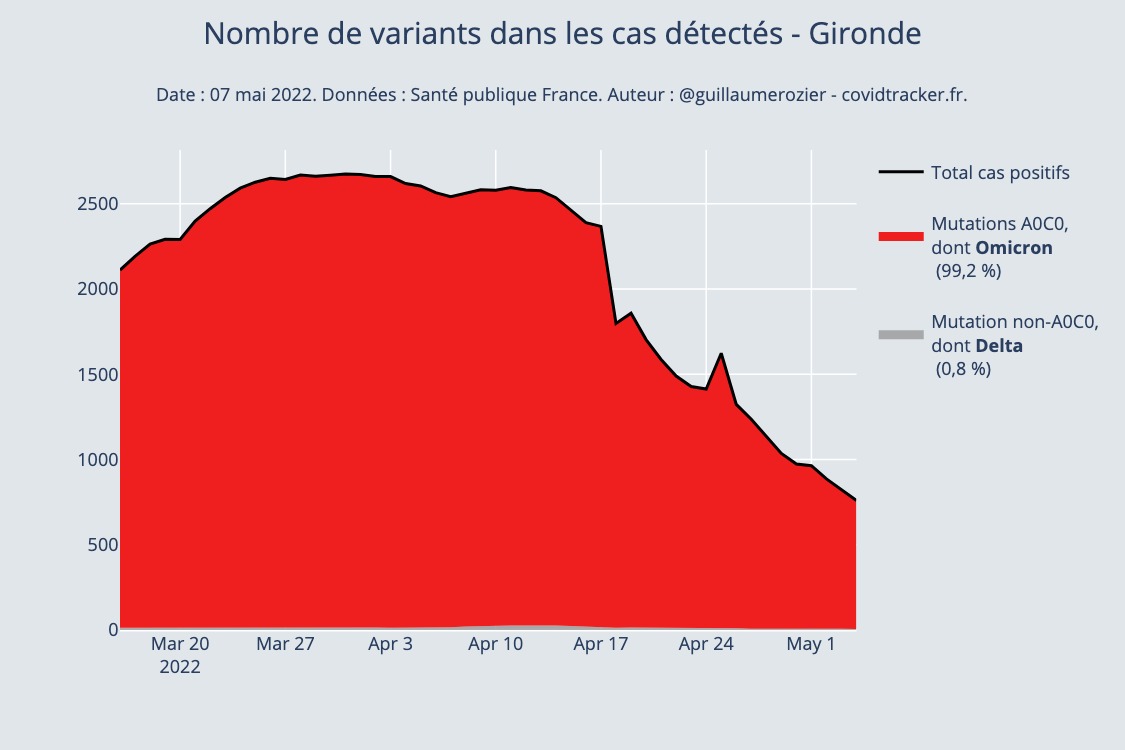 Nombre de variants dans les cas détectés - Gironde
Date : 07 mai 2022. Données : Santé publique France. Auteur : @guillaumerozier - covidtracker.fr.
Total cas positifs
Mutations A0C0,
dont Omicron
(99,2 %)
Mutation non-A0C0,
dont Delta
(0,8 %)
2500
2000
1500
1000
500
0
Mar 20 Mar 27 Apr 3 Apr 10 Apr 17 Apr 24 May 1
2022